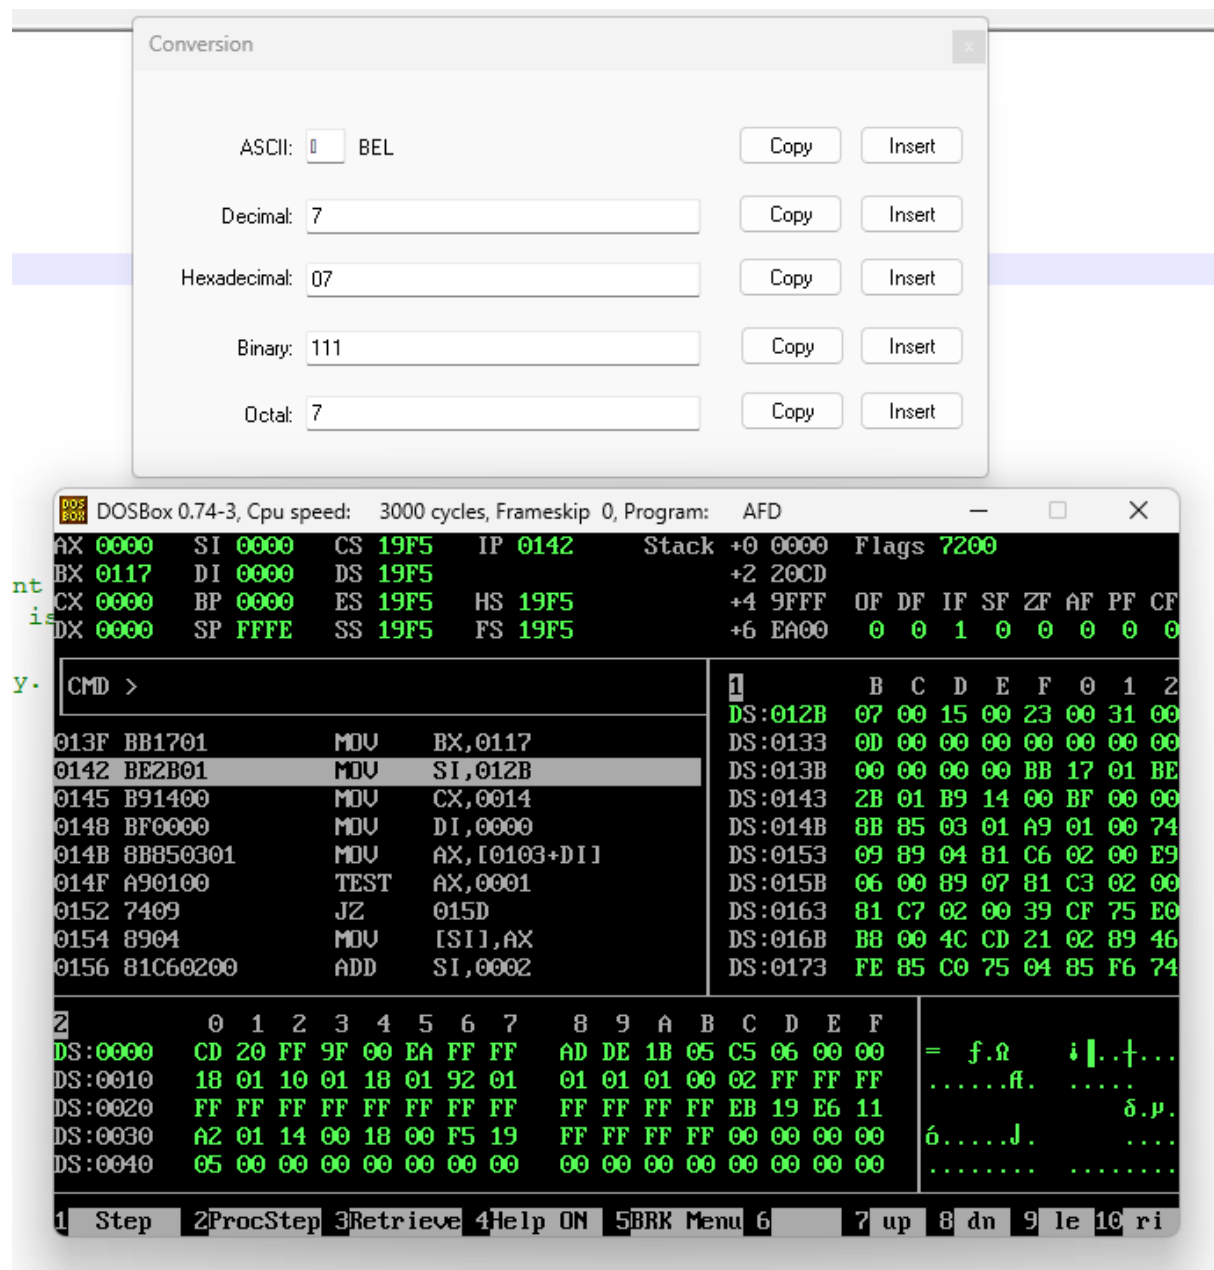 Conversion
x
ASCII: BEL Copy Insert
Decimal: 7 Copy Insert
Hexadecimal: 07 Copy Insert
Binary: 111 Copy Insert
Octal: 7 Copy Insert
nt
is
y.
DOS BOX DOSBox 0.74-3, Cpu speed: 3000 cycles, Frameskip 0, Program: AFD
AX 0000 SI 0000 CS 19F5 IP 0142 Stack +0 0000 Flags 7200
BX 0117 DI 0000 DS 19F5 +2 20CD
CX 0000 BP 0000 ES 19F5 HS 19F5 +4 9FFF OF DF IF SF ZF AF PF CF
DX 0000 SP FFFE SS 19F5 FS 19F5 +6 EA00 0 0 1 0 0 0 0 0
CMD >
013F BB1701 MOV BX,0117
0142 BE2B01 MOV SI,012B
0145 B91400 MOV CX,0014
0148 BF0000 MOV DI,0000
014B 8B850301 MOV AX,[0103+DI]
014F A90100 TEST AX,0001
0152 7409 JZ 015D
0154 8904 MOV [SI],AX
0156 81C60200 ADD SI,0002
1 B C D E F 0 1 2
DS:012B 07 00 15 00 23 00 31 00
DS:0133 0D 00 00 00 00 00 00 00
DS:013B 00 00 00 00 BB 17 01 BE
DS:0143 2B 01 B9 14 00 BF 00 00
DS:014B 8B 85 03 01 A9 01 00 74
DS:0153 09 89 04 81 C6 02 00 E9
DS:015B 06 00 89 07 81 C3 02 00
DS:0163 81 C7 02 00 39 CF 75 E0
DS:016B B8 00 4C CD 21 02 89 46
DS:0173 FE 85 C0 75 04 85 F6 74
2 0 1 2 3 4 5 6 7 8 9 A B C D E F
DS:0000 CD 20 FF 9F 00 EA FF FF AD DE 1B 05 C5 06 00 00 = ƒ.Ω ¡▐..┼...
DS:0010 18 01 10 01 18 01 92 01 01 01 01 00 02 FF FF FF ......Æ. .....
DS:0020 FF FF FF FF FF FF FF FF FF FF FF FF EB 19 E6 11 δ.µ.
DS:0030 A2 01 14 00 18 00 F5 19 FF FF FF FF 00 00 00 00 ó.....⌡. ....
DS:0040 05 00 00 00 00 00 00 00 00 00 00 00 00 00 00 00 ........ ........
1 Step 2ProcStep 3Retrieve 4Help ON 5BRK Menu 6 7 up 8 dn 9 le 10 ri